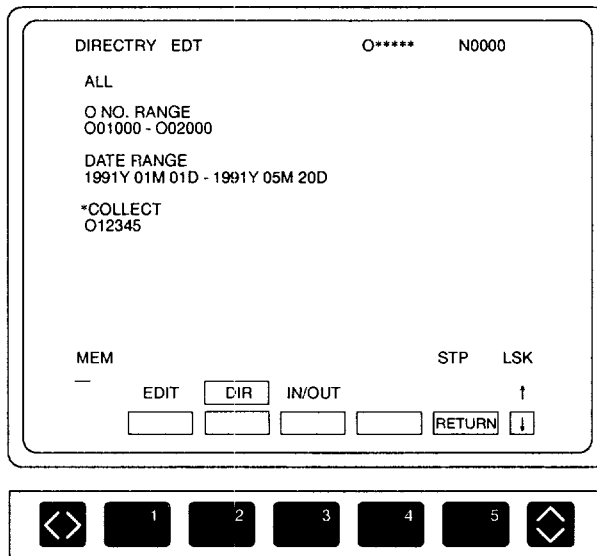 DIRECTRY EDT O***** N0000
ALL
O NO. RANGE
O01000 - O02000
DATE RANGE
1991Y 01M 01D - 1991Y 05M 20D
*COLLECT
O12345
MEM STP LSK
EDIT DIR IN/OUT ↑
RETURN ↓
1 2 3 4 5